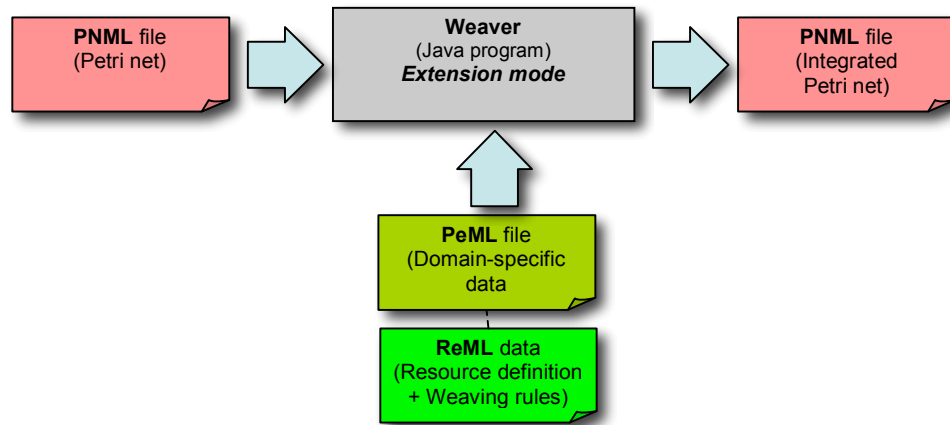 PNML file
(Petri net)
Weaver
(Java program)
Extension mode
PNML file
(Integrated
Petri net)
PeML file
(Domain-specific
data
ReML data
(Resource definition
+ Weaving rules)